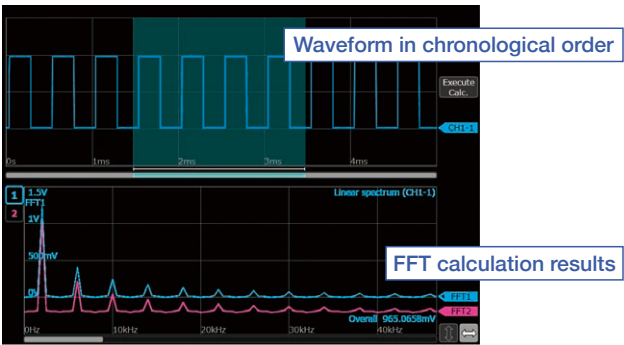 Waveform in chronological order
Execute
Calc.
CH1-1
0s 1ms 2ms 3ms 4ms
1 1.5V Linear spectrum (CH1-1)
FFT1
2 1V
500mV
FFT calculation results
0V
FFT1
FFT2
Overall 965.0658mV
0Hz 10kHz 20kHz 30kHz 40kHz